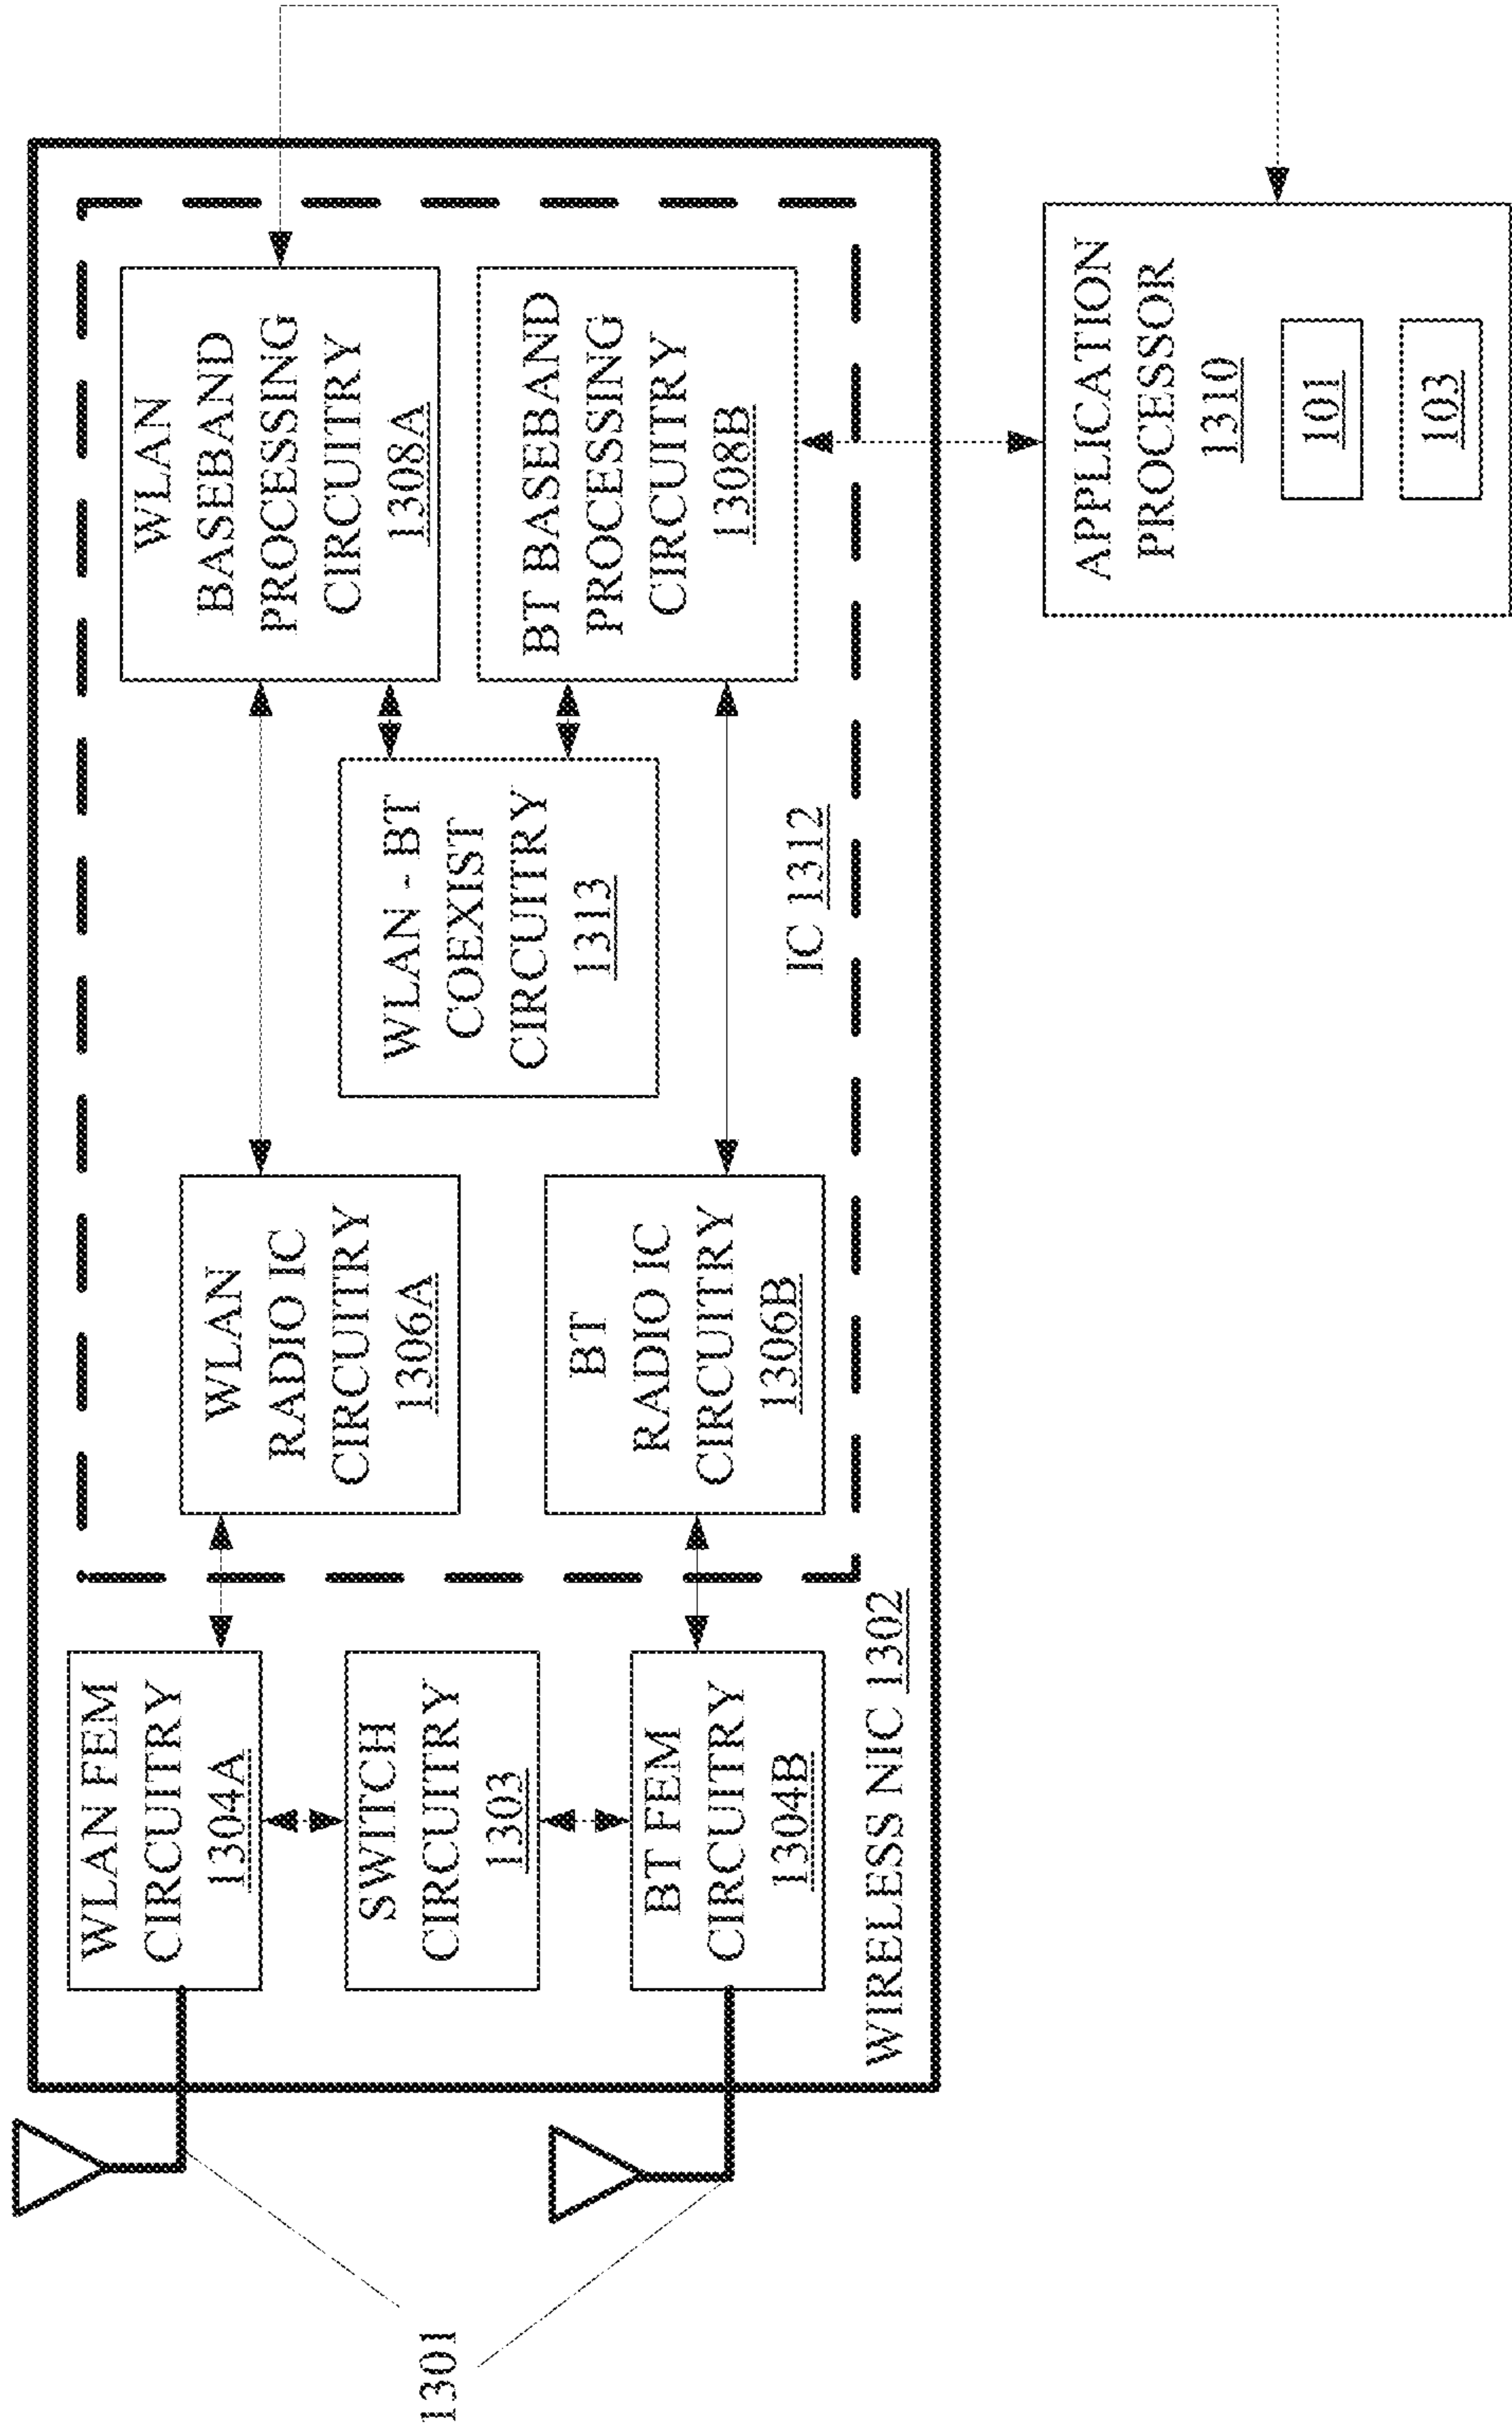 WLAN FEM
CIRCUITRY
1304A
SWITCH
CIRCUITRY
1303
BT FEM
CIRCUITRY
1304B
WIRELESS NIC 1302
1301
WLAN
RADIO IC
CIRCUITRY
1306A
BT
RADIO IC
CIRCUITRY
1306B
WLAN - BT
COEXIST
CIRCUITRY
1313
IC 1312
WLAN
BASEBAND
PROCESSING
CIRCUITRY
1308A
BT BASEBAND
PROCESSING
CIRCUITRY
1308B
APPLICATION
PROCESSOR
1310
101
103